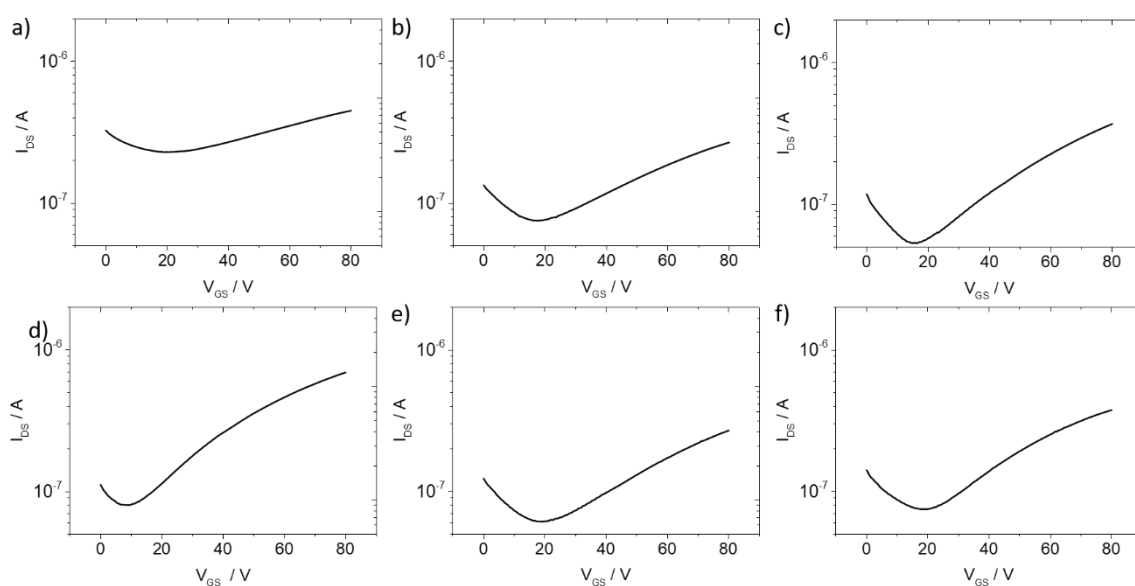 a)
10^-6
10^-7
I_DS / A
0 20 40 60 80
V_GS / V
b)
10^-6
10^-7
I_DS / A
0 20 40 60 80
V_GS / V
c)
10^-6
10^-7
I_DS / A
0 20 40 60 80
V_GS / V
d)
10^-6
10^-7
I_DS / A
0 20 40 60 80
V_GS / V
e)
10^-6
10^-7
I_DS / A
0 20 40 60 80
V_GS / V
f)
10^-6
10^-7
I_DS / A
0 20 40 60 80
V_GS / V